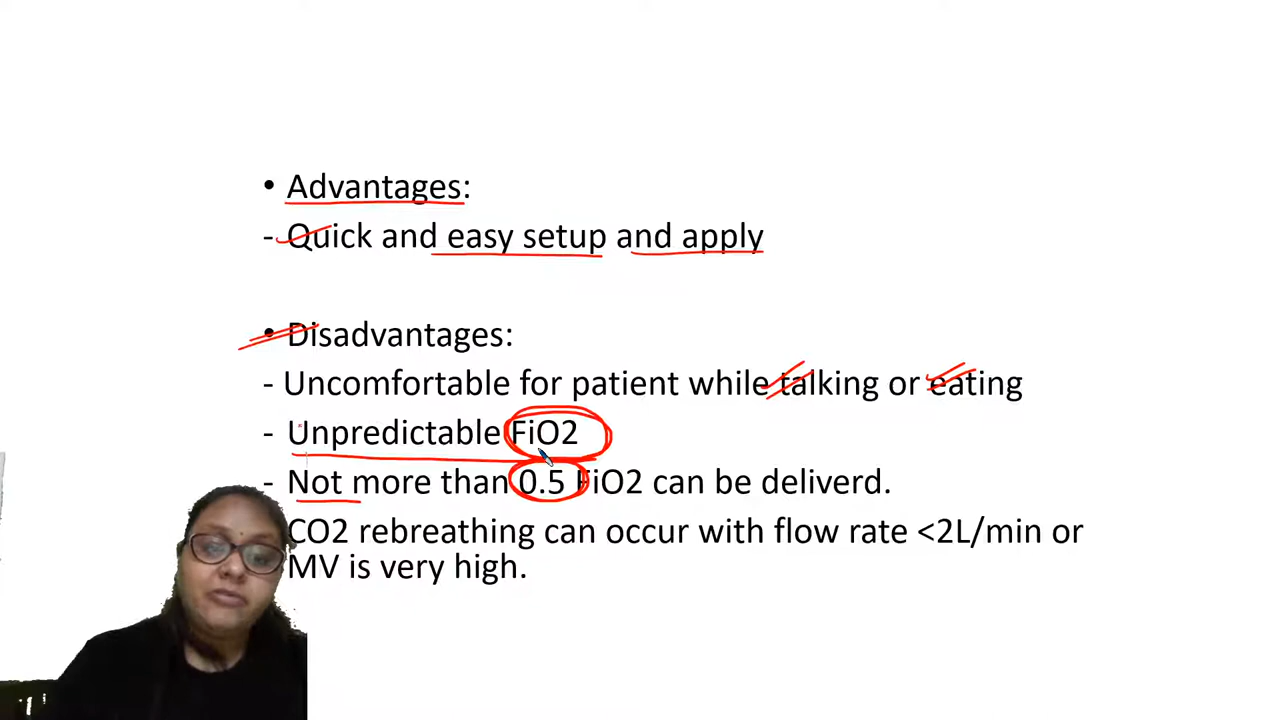 • Advantages:
- Quick and easy setup and apply
• Disadvantages:
- Uncomfortable for patient while talking or eating
- Unpredictable FiO2
- Not more than 0.5 FiO2 can be deliverd.
CO2 rebreathing can occur with flow rate <2L/min or
MV is very high.